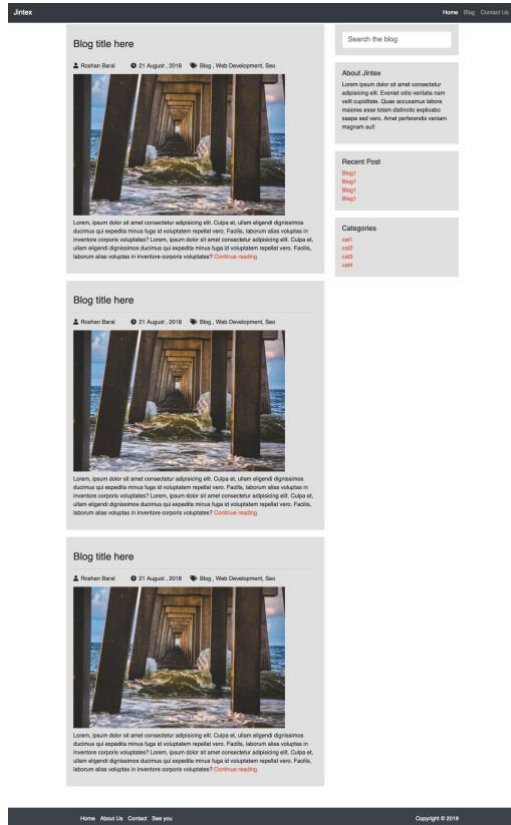 Jintex
Home Blog Contact Us
Blog title here
Roshan Baral 21 August , 2018 Blog , Web Development, Seo
Lorem, ipsum dolor sit amet consectetur adipisicing elit. Culpa et, ullam eligendi dignissimos
ducimus qui expedita minus fuga id voluptatem repellat vero. Facilis, laborum alias voluptas in
inventore corporis voluptates? Lorem, ipsum dolor sit amet consectetur adipisicing elit. Culpa et,
ullam eligendi dignissimos ducimus qui expedita minus fuga id voluptatem repellat vero. Facilis,
laborum alias voluptas in inventore corporis voluptates? Continue reading
Blog title here
Roshan Baral 21 August , 2018 Blog , Web Development, Seo
Lorem, ipsum dolor sit amet consectetur adipisicing elit. Culpa et, ullam eligendi dignissimos
ducimus qui expedita minus fuga id voluptatem repellat vero. Facilis, laborum alias voluptas in
inventore corporis voluptates? Lorem, ipsum dolor sit amet consectetur adipisicing elit. Culpa et,
ullam eligendi dignissimos ducimus qui expedita minus fuga id voluptatem repellat vero. Facilis,
laborum alias voluptas in inventore corporis voluptates? Continue reading
Blog title here
Roshan Baral 21 August , 2018 Blog , Web Development, Seo
Lorem, ipsum dolor sit amet consectetur adipisicing elit. Culpa et, ullam eligendi dignissimos
ducimus qui expedita minus fuga id voluptatem repellat vero. Facilis, laborum alias voluptas in
inventore corporis voluptates? Lorem, ipsum dolor sit amet consectetur adipisicing elit. Culpa et,
ullam eligendi dignissimos ducimus qui expedita minus fuga id voluptatem repellat vero. Facilis,
laborum alias voluptas in inventore corporis voluptates? Continue reading
Search the blog
About Jintex
Lorem ipsum dolor sit amet consectetur
adipisicing elit. Eveniet odio veritatis nam
velit cupiditate. Quae accusamus labore
maiores esse totam distinctio explicabo
saepe sed vero. Amet perferendis veniam
magnam aut!
Recent Post
Blog1
Blog1
Blog1
Blog1
Categories
cat1
cat2
cat3
cat4
Home About Us Contact See you
Copyright © 2019